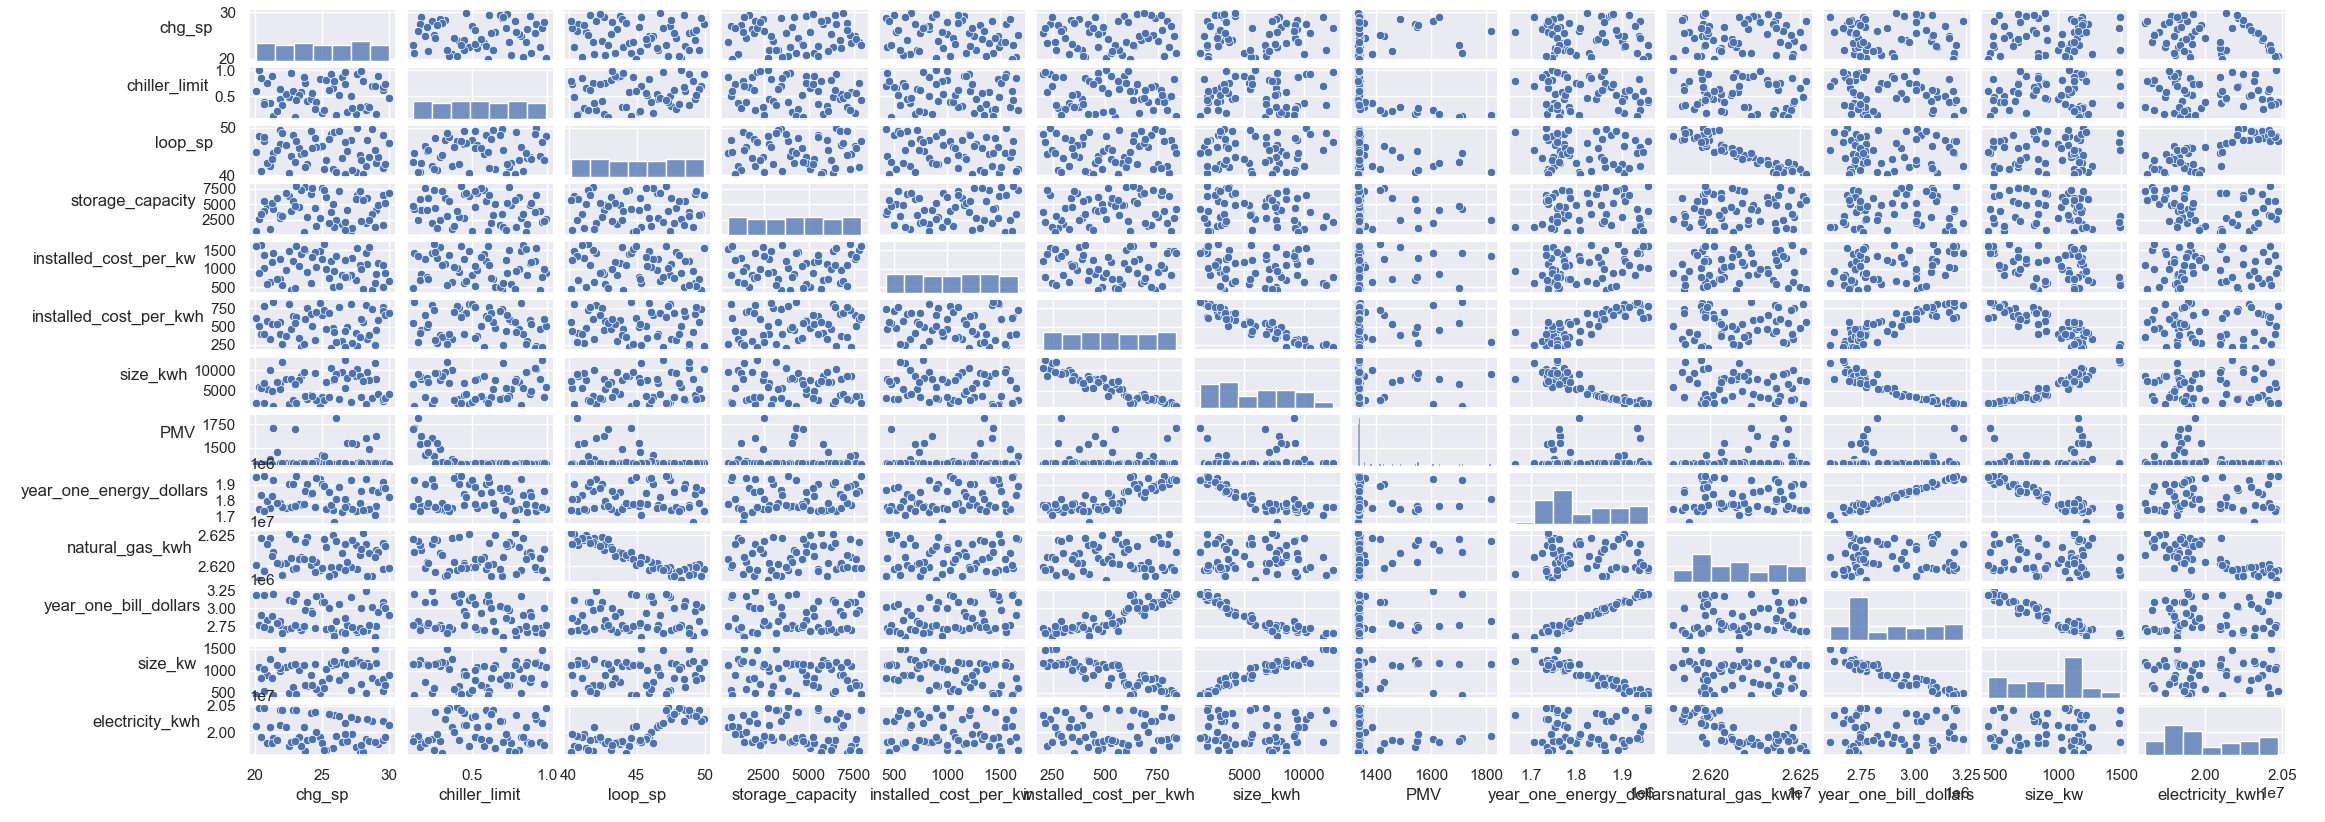 chg_sp
30
20
chiller_limit
1.0
0.5
loop_sp
50
40
storage_capacity
7500
5000
2500
installed_cost_per_kw
1500
1000
500
installed_cost_per_kwh
750
500
250
size_kwh
10000
5000
PMV
1750
1500
1e6
year_one_energy_dollars
1.9
1.8
1.7
1e7
natural_gas_kwh
2.625
2.620
1e6
year_one_bill_dollars
3.25
3.00
2.75
size_kw
1500
1000
500
1e7
electricity_kwh
2.05
2.00
20 25 30 0.5 1.0 40 45 50 2500 5000 7500 500 1000 1500 250 500 750 5000 10000 1400 1600 1800 1.7 1.8 1.9 2.620 2.625 2.75 3.00 3.25 500 1000 1500 2.00 2.05
chg_sp chiller_limit loop_sp storage_capacity installed_cost_per_kw installed_cost_per_kwh size_kwh PMV year_one_energy_dollars 1e6 natural_gas_kwh 1e7 year_one_bill_dollars 1e6 size_kw electricity_kwh 1e7